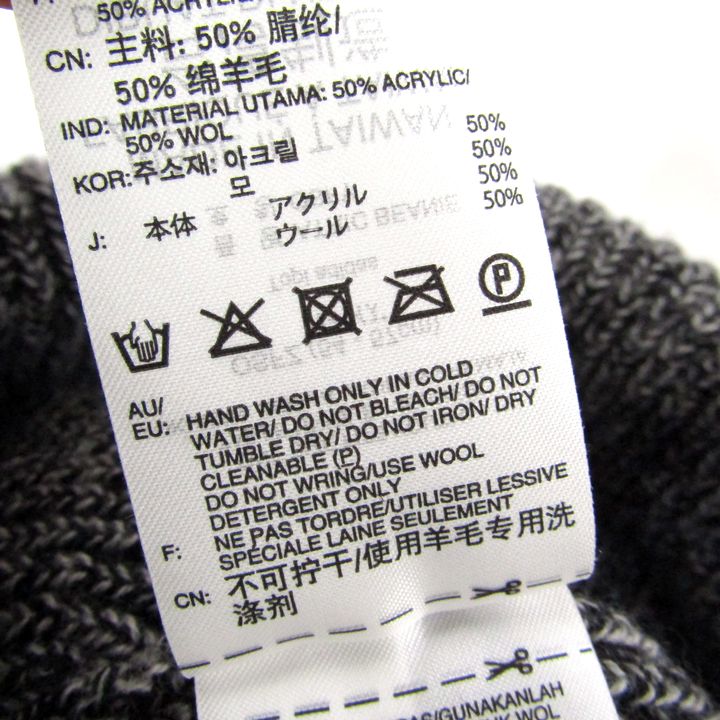 50% ACRYLIC/
CN: 主料: 50% 腈纶/
50% 绵羊毛
IND: MATERIAL UTAMA: 50% ACRYLIC/
50% WOL
KOR: 주소재: 아크릴 50%
모 50%
J: 本体 アクリル 50%
ウール 50%
P
AU/
EU: HAND WASH ONLY IN COLD
WATER/ DO NOT BLEACH/ DO NOT
TUMBLE DRY/ DO NOT IRON/ DRY
CLEANABLE (P)
DO NOT WRING/USE WOOL
DETERGENT ONLY
F: NE PAS TORDRE/UTILISER LESSIVE
SPÉCIALE LAINE SEULEMENT
CN: 不可拧干/使用羊毛专用洗
涤剂
/GUNAKANLAH
WOL